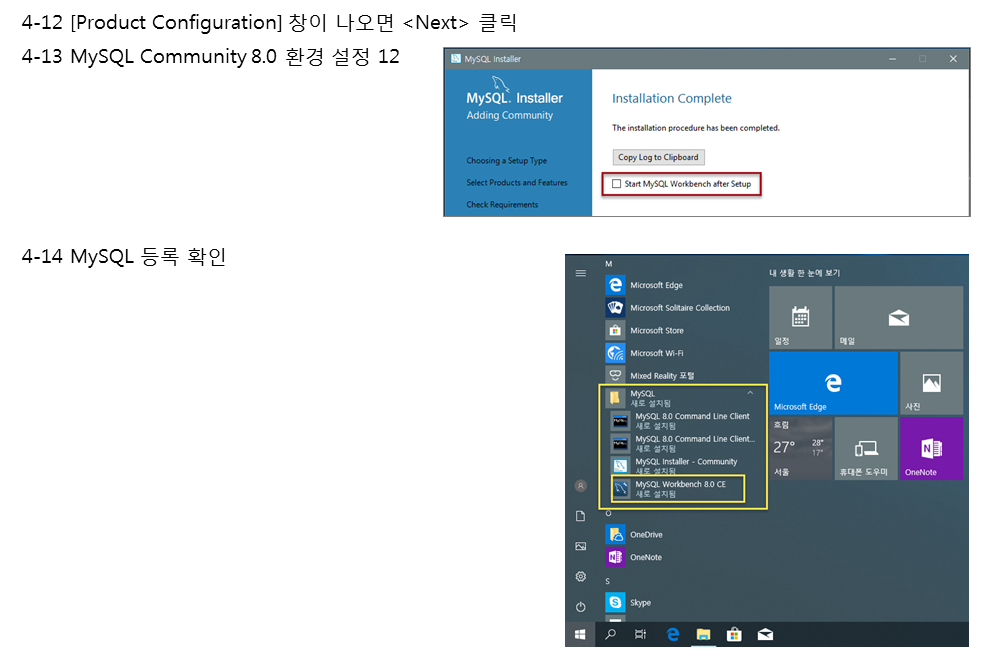 4-12 [Product Configuration] 창이 나오면 <Next> 클릭
4-13 MySQL Community 8.0 환경 설정 12
MySQL Installer
MySQL. Installer
Adding Community
Choosing a Setup Type
Select Products and Features
Check Requirements
Installation Complete
The installation procedure has been completed.
Copy Log to Clipboard
Start MySQL Workbench after Setup
4-14 MySQL 등록 확인
M
Microsoft Edge
Microsoft Solitaire Collection
Microsoft Store
Microsoft Wi-Fi
Mixed Reality 포털
MySQL
새로 설치됨
MySQL 8.0 Command Line Client
새로 설치됨
MySQL 8.0 Command Line Client...
새로 설치됨
MySQL Installer - Community
새로 설치됨
MySQL Workbench 8.0 CE
새로 설치됨
O
OneDrive
OneNote
S
Skype
내 생활 한 눈에 보기
일정
메일
Microsoft Edge
사진
흐림
27° 28°
17°
서울
휴대폰 도우미
OneNote